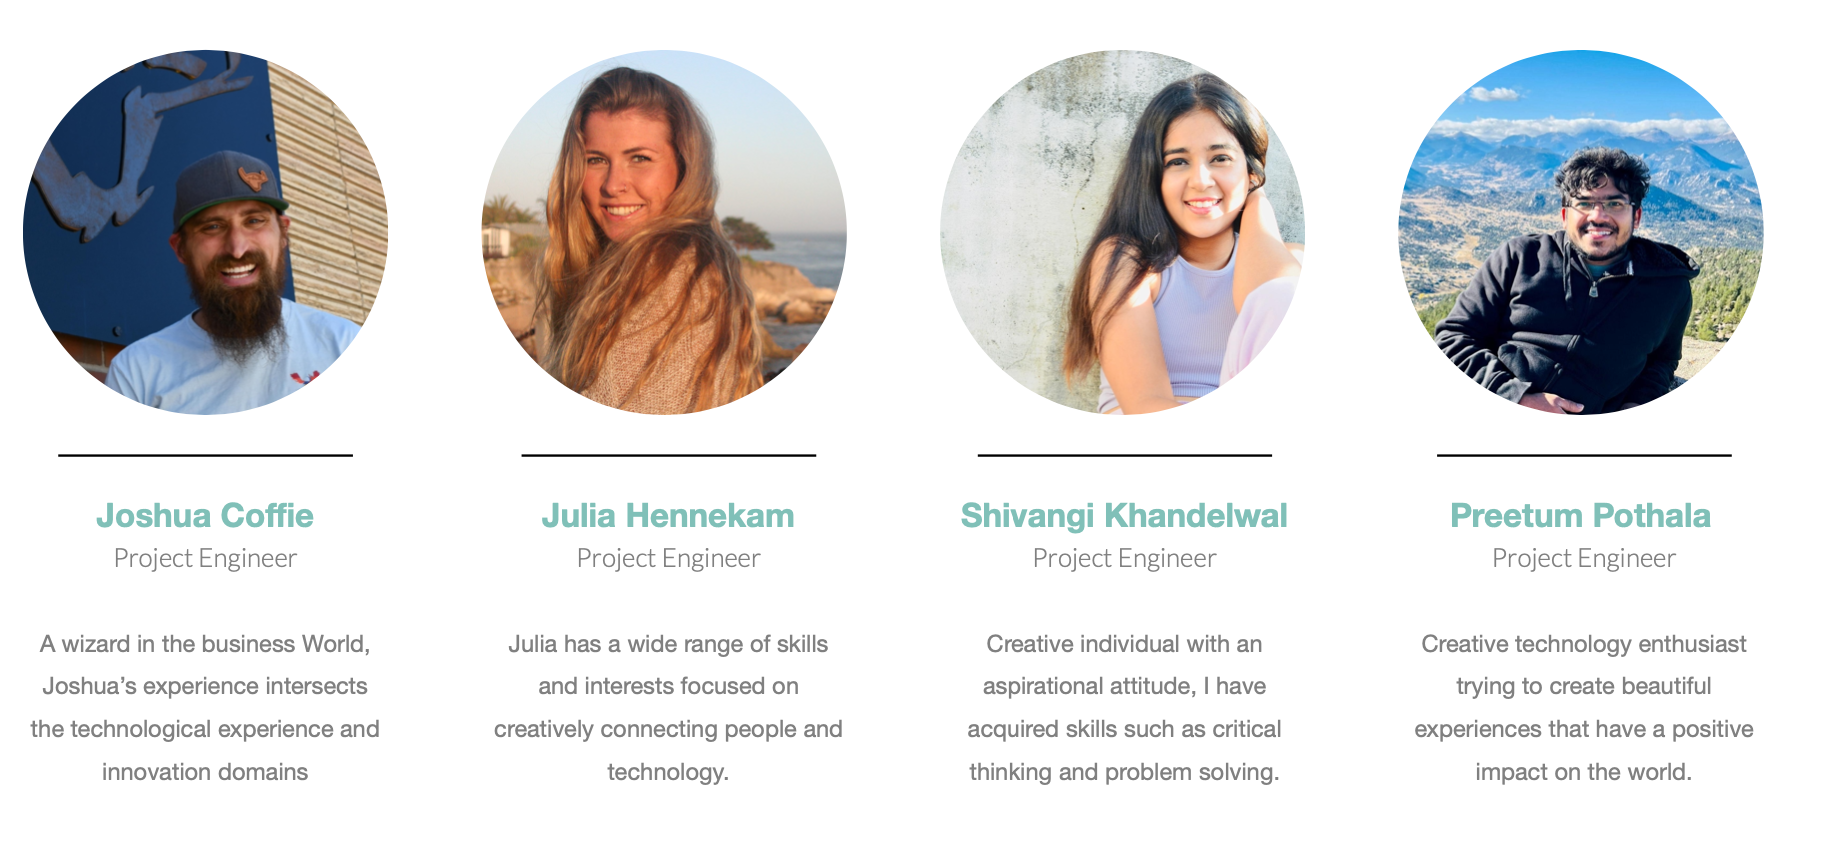 Joshua Coffie
Project Engineer
A wizard in the business World,
Joshua’s experience intersects
the technological experience and
innovation domains
Julia Hennekam
Project Engineer
Julia has a wide range of skills
and interests focused on
creatively connecting people and
technology.
Shivangi Khandelwal
Project Engineer
Creative individual with an
aspirational attitude, I have
acquired skills such as critical
thinking and problem solving.
Preetum Pothala
Project Engineer
Creative technology enthusiast
trying to create beautiful
experiences that have a positive
impact on the world.